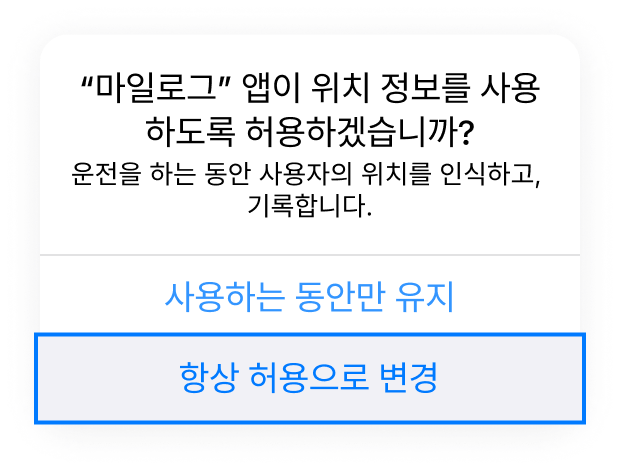 “마일로그” 앱이 위치 정보를 사용
하도록 허용하겠습니까?
운전을 하는 동안 사용자의 위치를 인식하고,
기록합니다.
사용하는 동안만 유지
항상 허용으로 변경